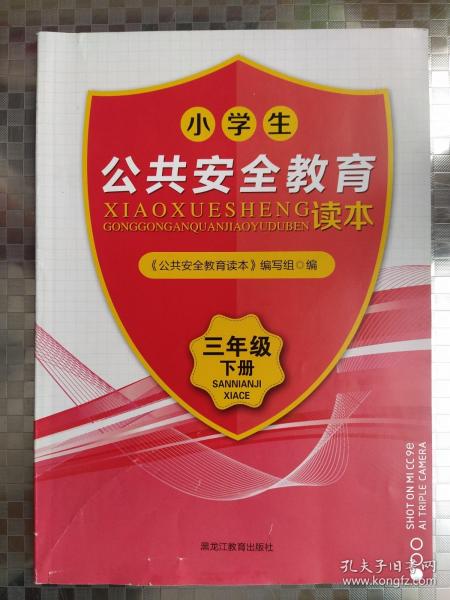 小学生
公共安全教育
XIAOXUESHENG
GONGGONGANQUANJIAOYUDUBEN
读本
《公共安全教育读本》编写组◎编
三年级
下册
SANNIANJI
XIACE
黑龙江教育出版社
SHOT ON MI CC9e
AI TRIPLE CAMERA
孔夫子旧书网
www.kongfz.com